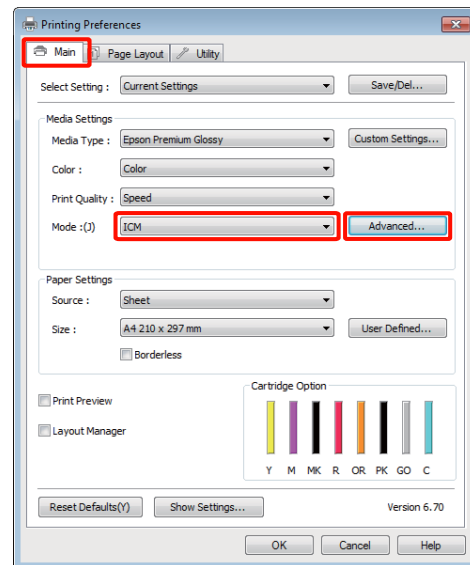 Printing Preferences
Main Page Layout Utility
Select Setting : Current Settings Save/Del...
Media Settings
Media Type : Epson Premium Glossy Custom Settings...
Color : Color
Print Quality : Speed
Mode :(J) ICM Advanced...
Paper Settings
Source : Sheet
Size : A4 210 x 297 mm User Defined...
Borderless
Cartridge Option
Print Preview
Layout Manager
Y M MK R OR PK GO C
Reset Defaults(Y) Show Settings... Version 6.70
OK Cancel Help